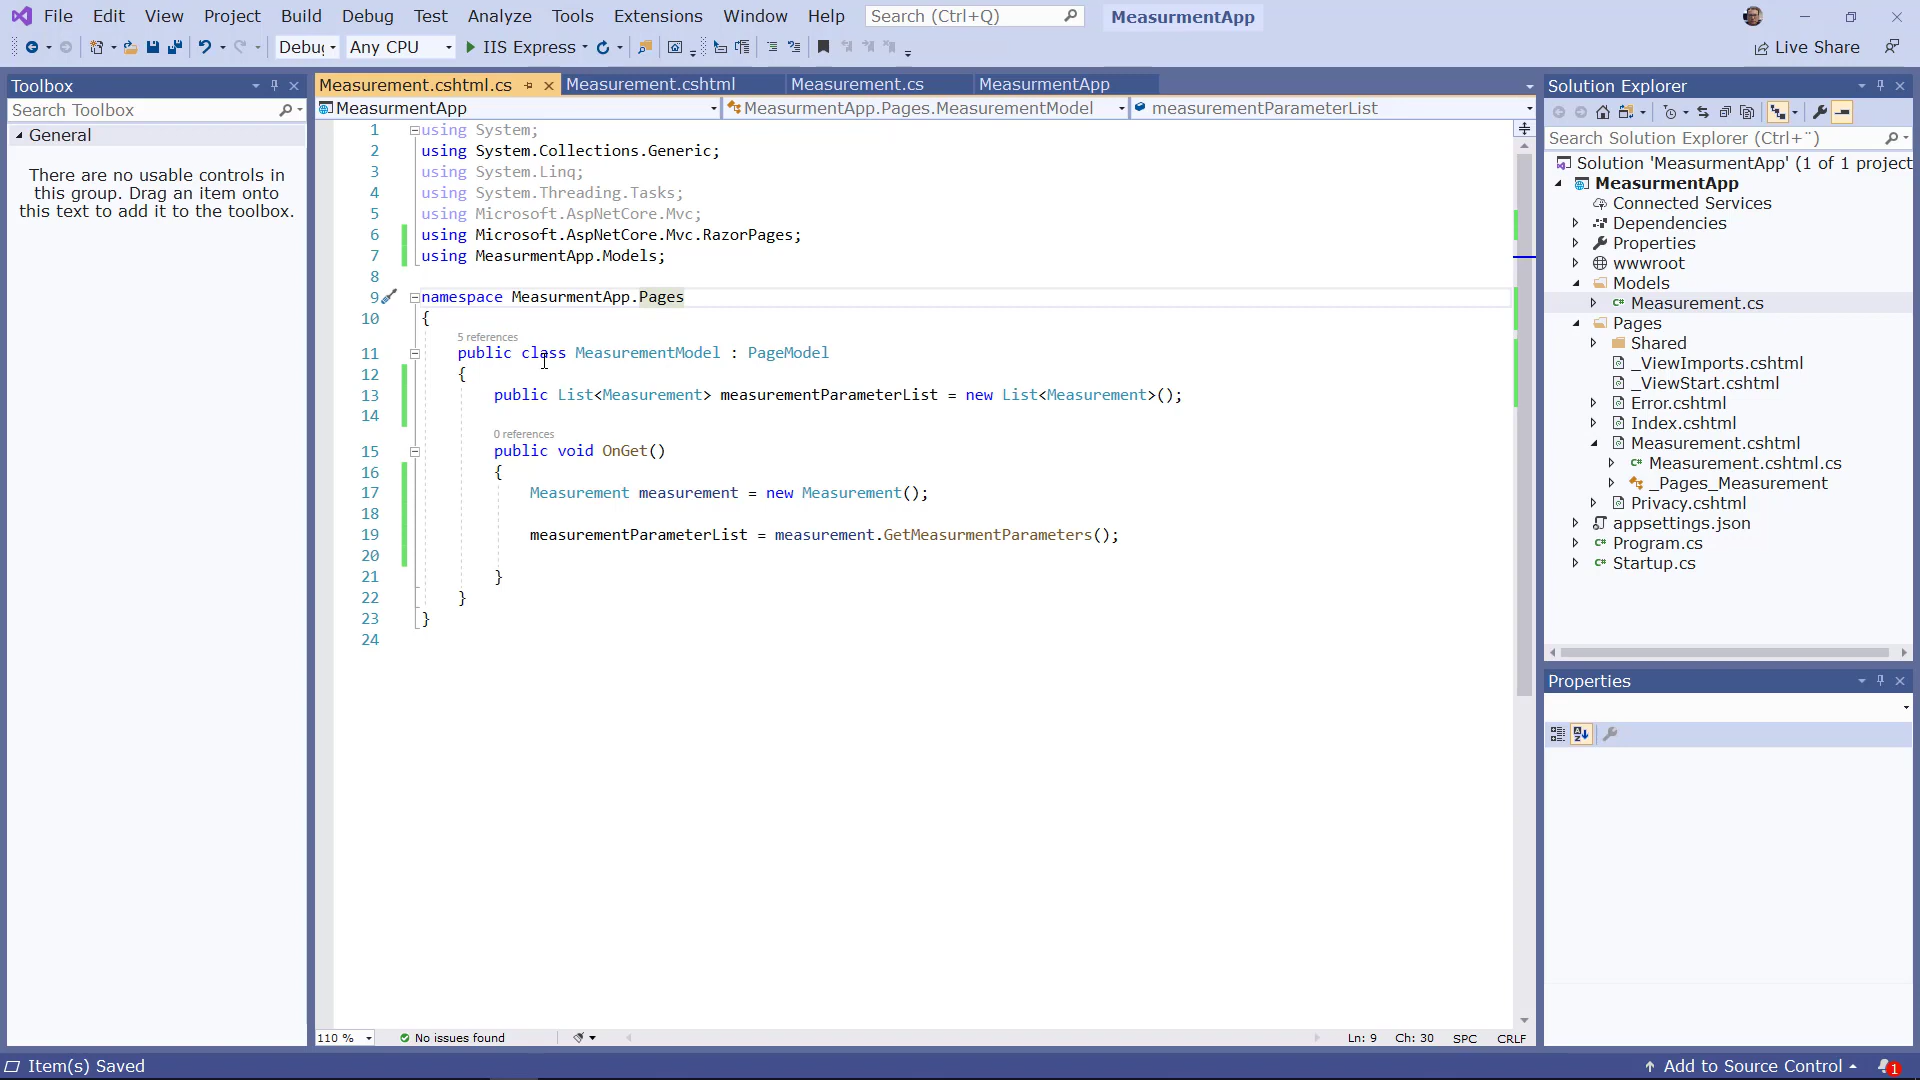 File Edit View Project Build Debug Test Analyze Tools Extensions Window Help Search (Ctrl+Q) MeasurmentApp
Debug Any CPU IIS Express Live Share
Toolbox
Search Toolbox
General
There are no usable controls in
this group. Drag an item onto
this text to add it to the toolbox.
Measurement.cshtml.cs Measurement.cshtml Measurement.cs MeasurmentApp
MeasurmentApp MeasurmentApp.Pages.MeasurementModel measurementParameterList
1 using System;
2 using System.Collections.Generic;
3 using System.Linq;
4 using System.Threading.Tasks;
5 using Microsoft.AspNetCore.Mvc;
6 using Microsoft.AspNetCore.Mvc.RazorPages;
7 using MeasurmentApp.Models;
8
9 namespace MeasurmentApp.Pages
10 {
5 references
11 public class MeasurementModel : PageModel
12 {
13 public List<Measurement> measurementParameterList = new List<Measurement>();
14
0 references
15 public void OnGet()
16 {
17 Measurement measurement = new Measurement();
18
19 measurementParameterList = measurement.GetMeasurmentParameters();
20
21 }
22 }
23 }
24
110 % No issues found Ln: 9 Ch: 30 SPC CRLF
Solution Explorer
Search Solution Explorer (Ctrl+¨)
Solution 'MeasurmentApp' (1 of 1 project
MeasurmentApp
Connected Services
Dependencies
Properties
wwwroot
Models
C# Measurement.cs
Pages
Shared
_ViewImports.cshtml
_ViewStart.cshtml
Error.cshtml
Index.cshtml
Measurement.cshtml
C# Measurement.cshtml.cs
_Pages_Measurement
Privacy.cshtml
appsettings.json
C# Program.cs
C# Startup.cs
Properties
Item(s) Saved Add to Source Control 1